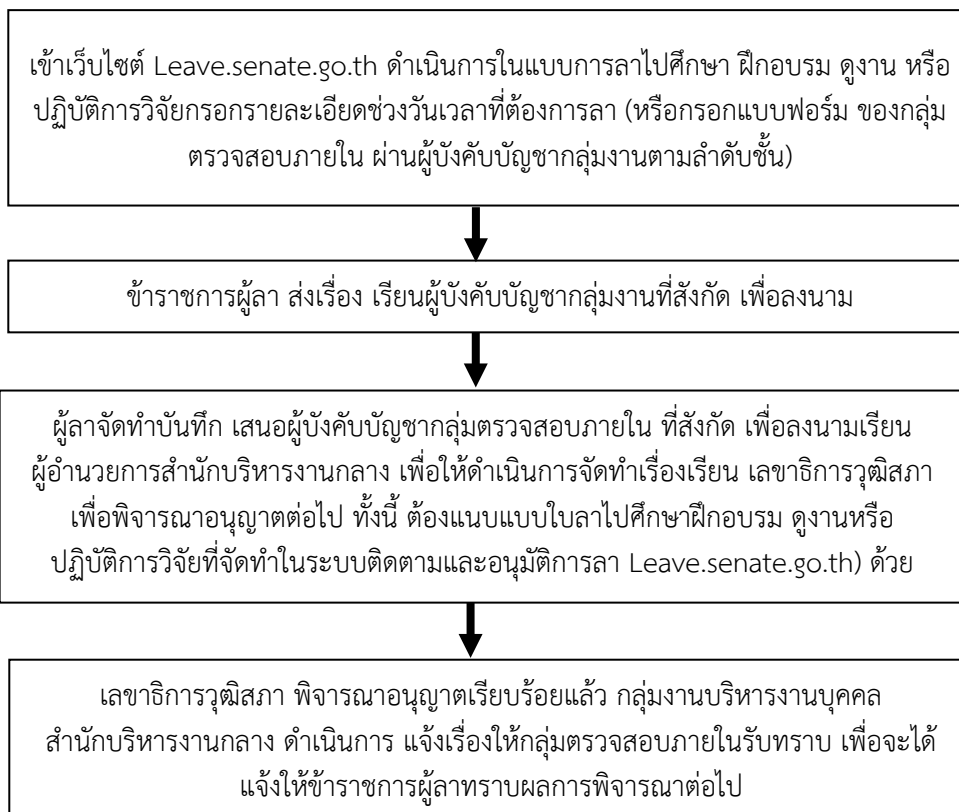 เข้าเว็บไซต์ Leave.senate.go.th ดำเนินการในแบบการลาไปศึกษา ฝึกอบรม ดูงาน หรือ
ปฏิบัติการวิจัยกรอกรายละเอียดช่วงวันเวลาที่ต้องการลา (หรือกรอกแบบฟอร์ม ของกลุ่ม
ตรวจสอบภายใน ผ่านผู้บังคับบัญชากลุ่มงานตามลำดับชั้น)
ข้าราชการผู้ลา ส่งเรื่อง เรียนผู้บังคับบัญชากลุ่มงานที่สังกัด เพื่อลงนาม
ผู้ลาจัดทำบันทึก เสนอผู้บังคับบัญชากลุ่มตรวจสอบภายใน ที่สังกัด เพื่อลงนามเรียน
ผู้อำนวยการสำนักบริหารงานกลาง เพื่อให้ดำเนินการจัดทำเรื่องเรียน เลขาธิการวุฒิสภา
เพื่อพิจารณาอนุญาตต่อไป ทั้งนี้ ต้องแนบแบบใบลาไปศึกษาฝึกอบรม ดูงานหรือ
ปฏิบัติการวิจัยที่จัดทำในระบบติดตามและอนุมัติการลา Leave.senate.go.th) ด้วย
เลขาธิการวุฒิสภา พิจารณาอนุญาตเรียบร้อยแล้ว กลุ่มงานบริหารงานบุคคล
สำนักบริหารงานกลาง ดำเนินการ แจ้งเรื่องให้กลุ่มตรวจสอบภายในรับทราบ เพื่อจะได้
แจ้งให้ข้าราชการผู้ลาทราบผลการพิจารณาต่อไป